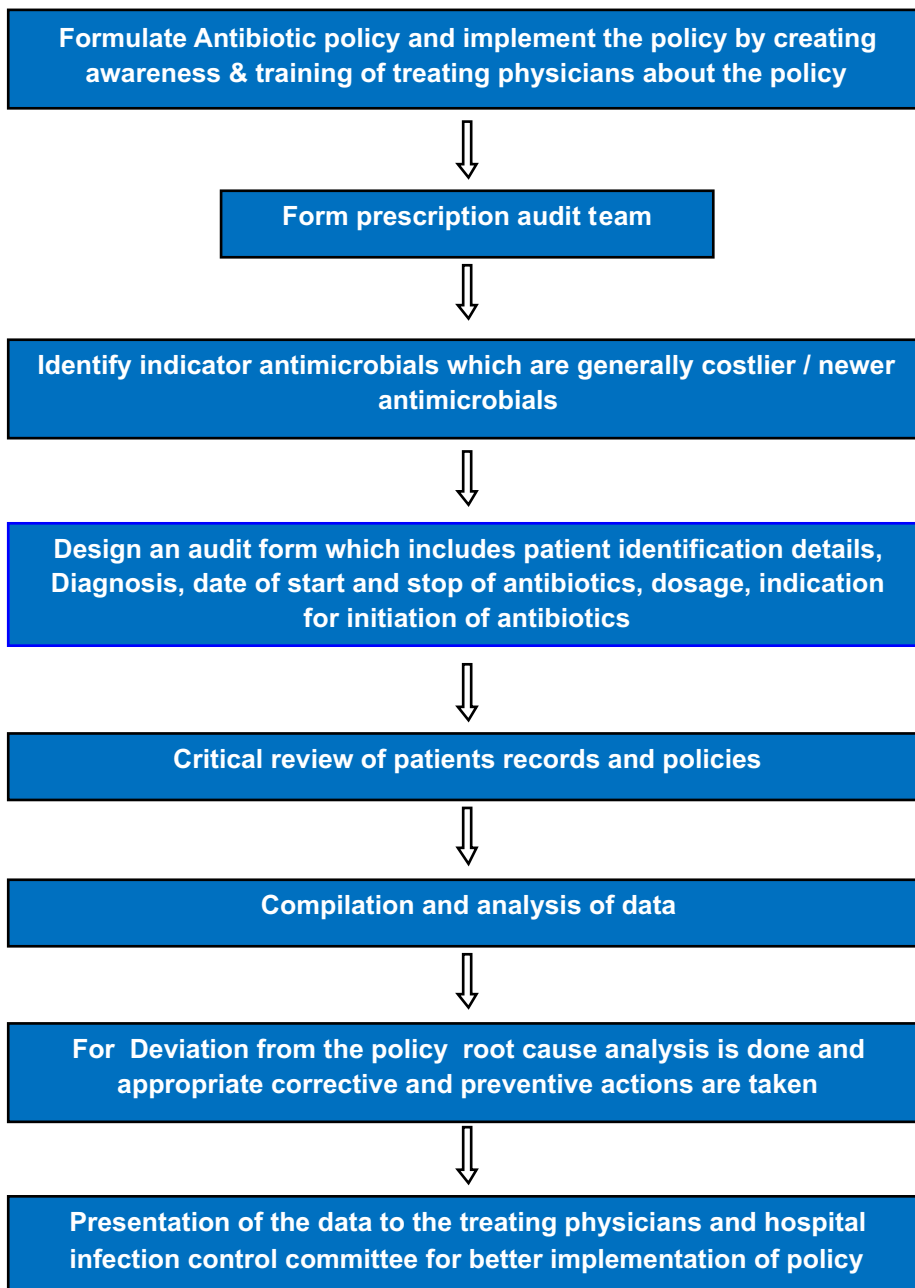 Formulate Antibiotic policy and implement the policy by creating
awareness & training of treating physicians about the policy
Form prescription audit team
Identify indicator antimicrobials which are generally costlier / newer
antimicrobials
Design an audit form which includes patient identification details,
Diagnosis, date of start and stop of antibiotics, dosage, indication
for initiation of antibiotics
Critical review of patients records and policies
Compilation and analysis of data
For Deviation from the policy root cause analysis is done and
appropriate corrective and preventive actions are taken
Presentation of the data to the treating physicians and hospital
infection control committee for better implementation of policy